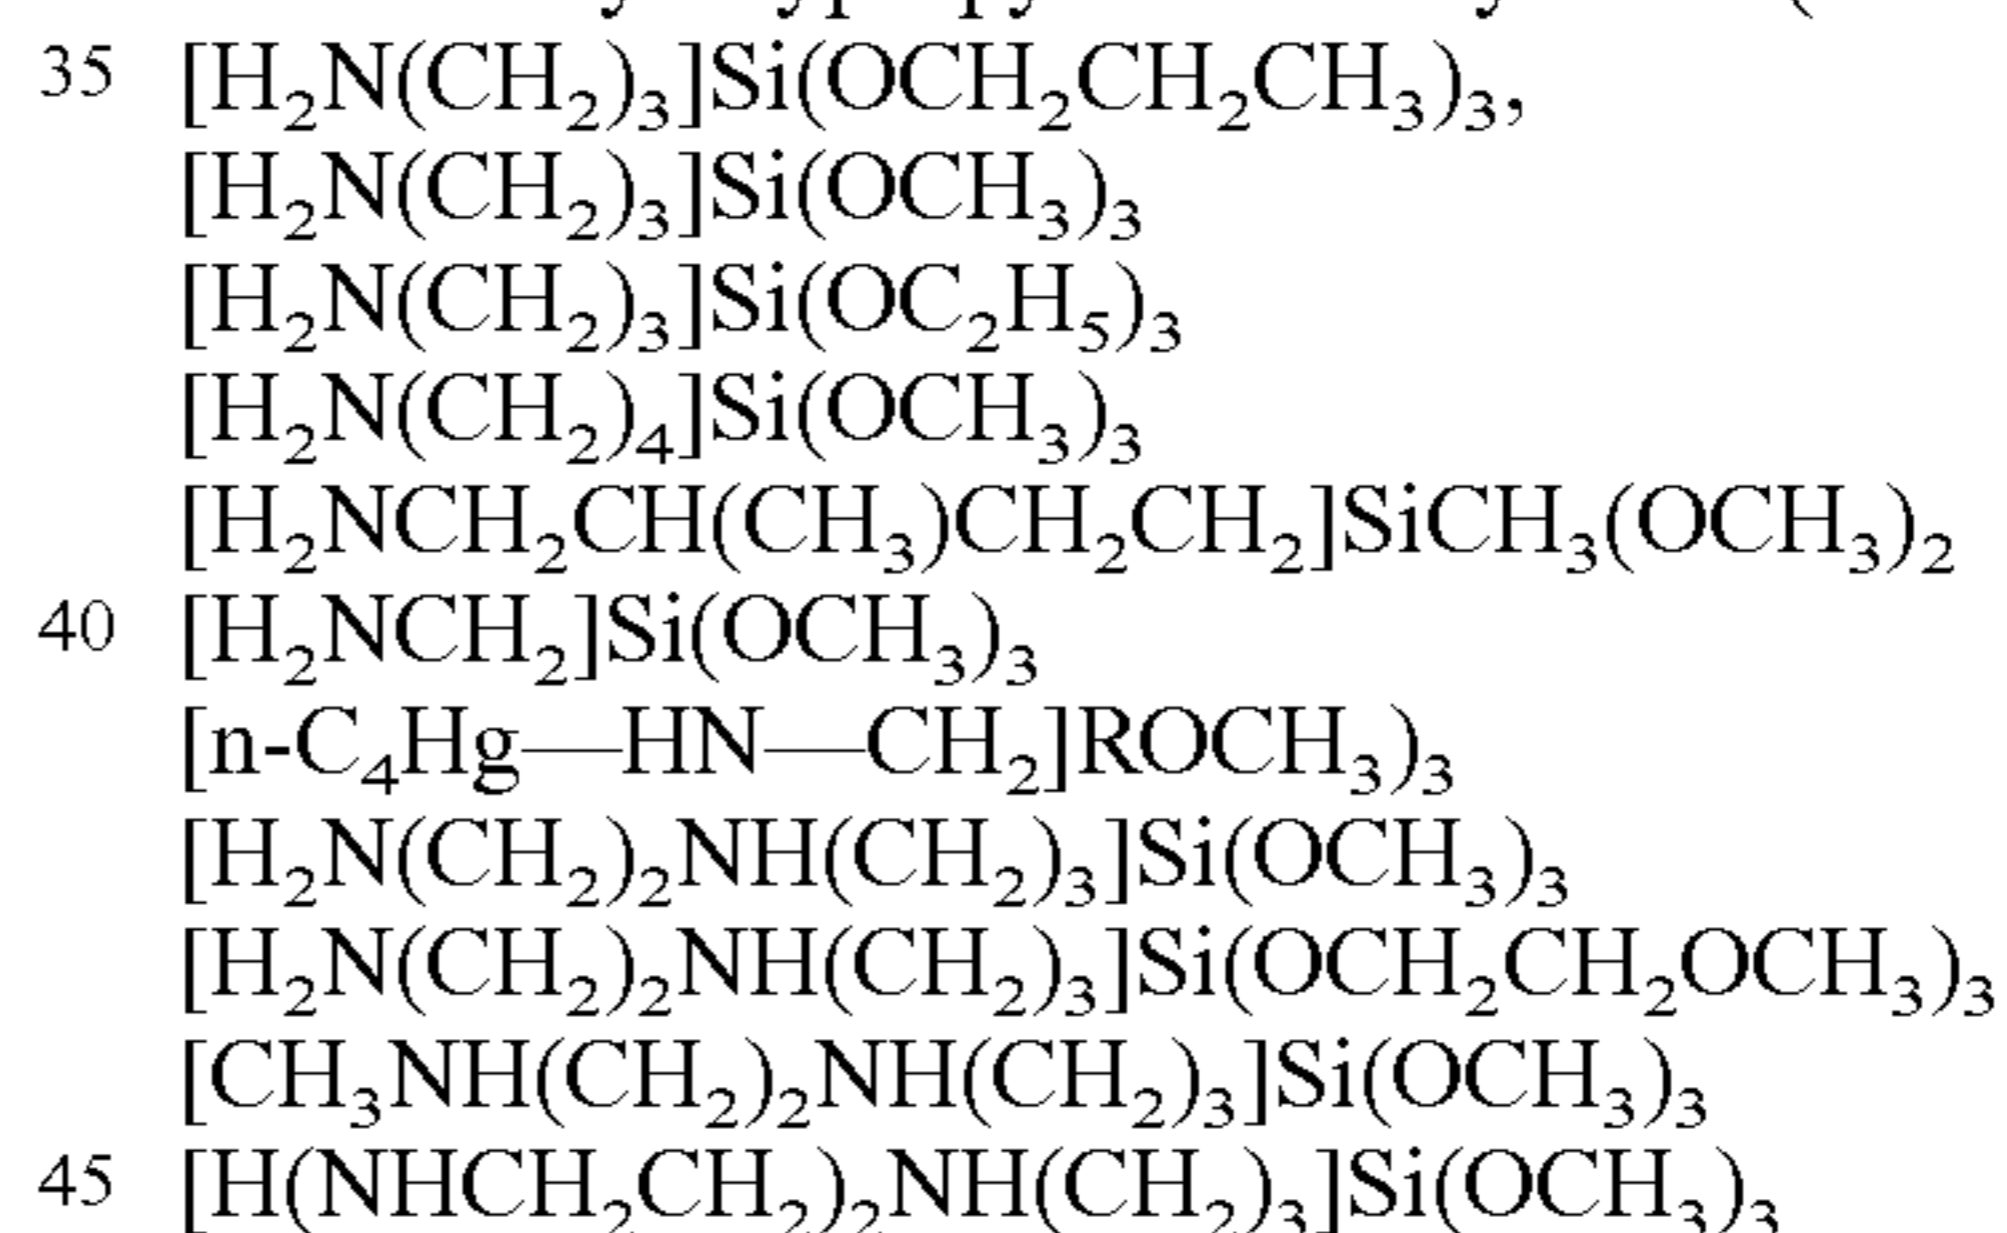 35 [H₂N(CH₂)₃]Si(OCH₂CH₂CH₃)₃,
[H₂N(CH₂)₃]Si(OCH₃)₃
[H₂N(CH₂)₃]Si(OC₂H₅)₃
[H₂N(CH₂)₄]Si(OCH₃)₃
[H₂NCH₂CH(CH₃)CH₂CH₂]SiCH₃(OCH₃)₂
40 [H₂NCH₂]Si(OCH₃)₃
[n-C₄Hg—HN—CH₂]ROCH₃)₃
[H₂N(CH₂)₂NH(CH₂)₃]Si(OCH₃)₃
[H₂N(CH₂)₂NH(CH₂)₃]Si(OCH₂CH₂OCH₃)₃
[CH₃NH(CH₂)₂NH(CH₂)₃]Si(OCH₃)₃
45 [H(NHCH₂CH₂)₂NH(CH₂)₃]Si(OCH₃)₃